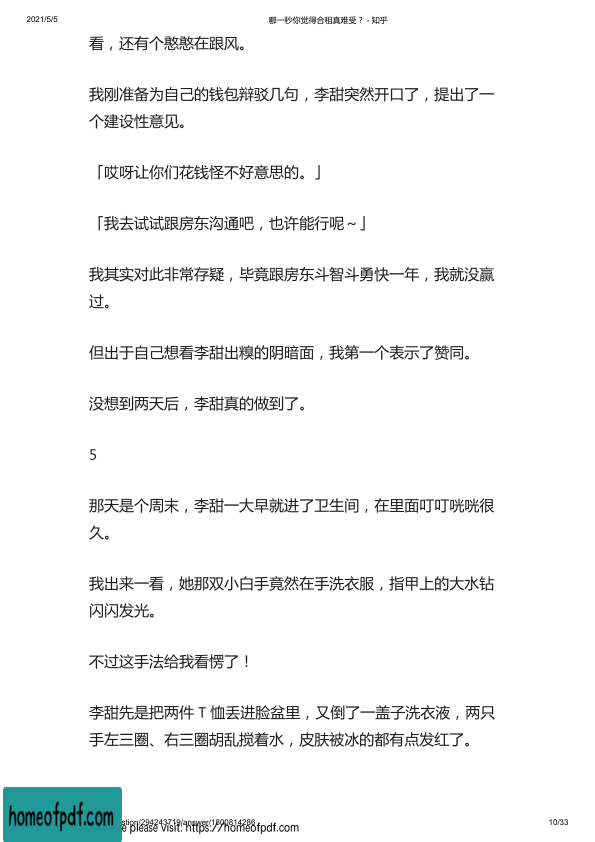 2021/5/5
哪一秒你觉得合租真难受？ - 知乎
看，还有个憨憨在跟风。
我刚准备为自己的钱包辩驳几句，李甜突然开口了，提出了一
个建设性意见。
「哎呀让你们花钱怪不好意思的。」
「我去试试跟房东沟通吧，也许能行呢～」
我其实对此非常存疑，毕竟跟房东斗智斗勇快一年，我就没赢
过。
但出于自己想看李甜出糗的阴暗面，我第一个表示了赞同。
没想到两天后，李甜真的做到了。
5
那天是个周末，李甜一大早就进了卫生间，在里面叮叮咣咣很
久。
我出来一看，她那双小白手竟然在手洗衣服，指甲上的大水钻
闪闪发光。
不过这手法给我看愣了！
李甜先是把两件 T 恤丢进脸盆里，又倒了一盖子洗衣液，两只
手左三圈、右三圈胡乱搅着水，皮肤被冰的都有点发红了。
homeofpdf.com
stion/294243719/answer/1800814286
10/33
e please visit: https://homeofpdf.com